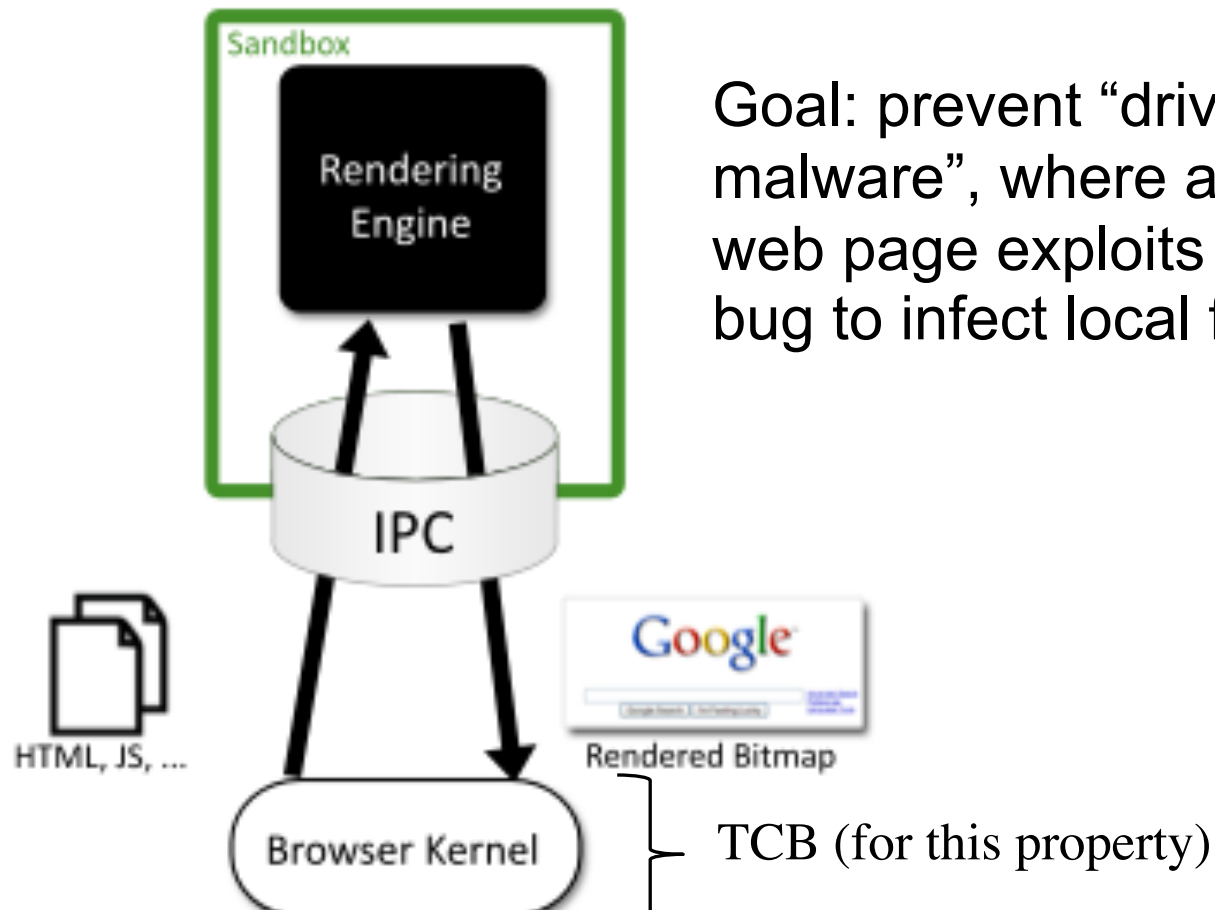 Sandbox
Rendering
Engine
Goal: prevent “driv
malware”, where a
web page exploits
bug to infect local f
IPC
HTML, JS, ...
Google
Rendered Bitmap
Browser Kernel
TCB (for this property)